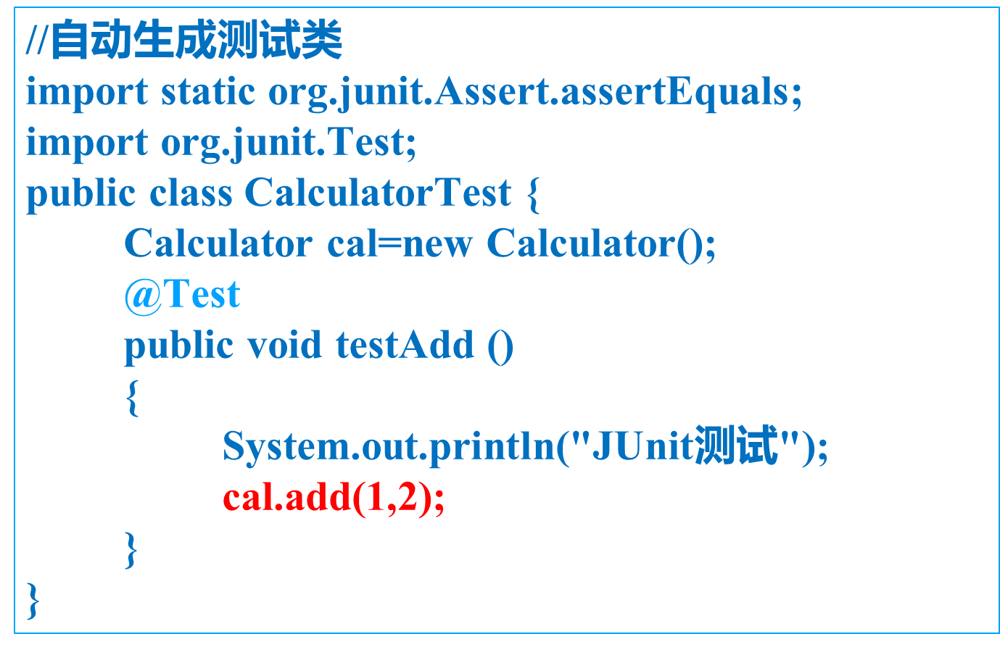 //自动生成测试类
import static org.junit.Assert.assertEquals;
import org.junit.Test;
public class CalculatorTest {
Calculator cal=new Calculator();
@Test
public void testAdd ()
{
System.out.println("JUnit测试");
cal.add(1,2);
}
}